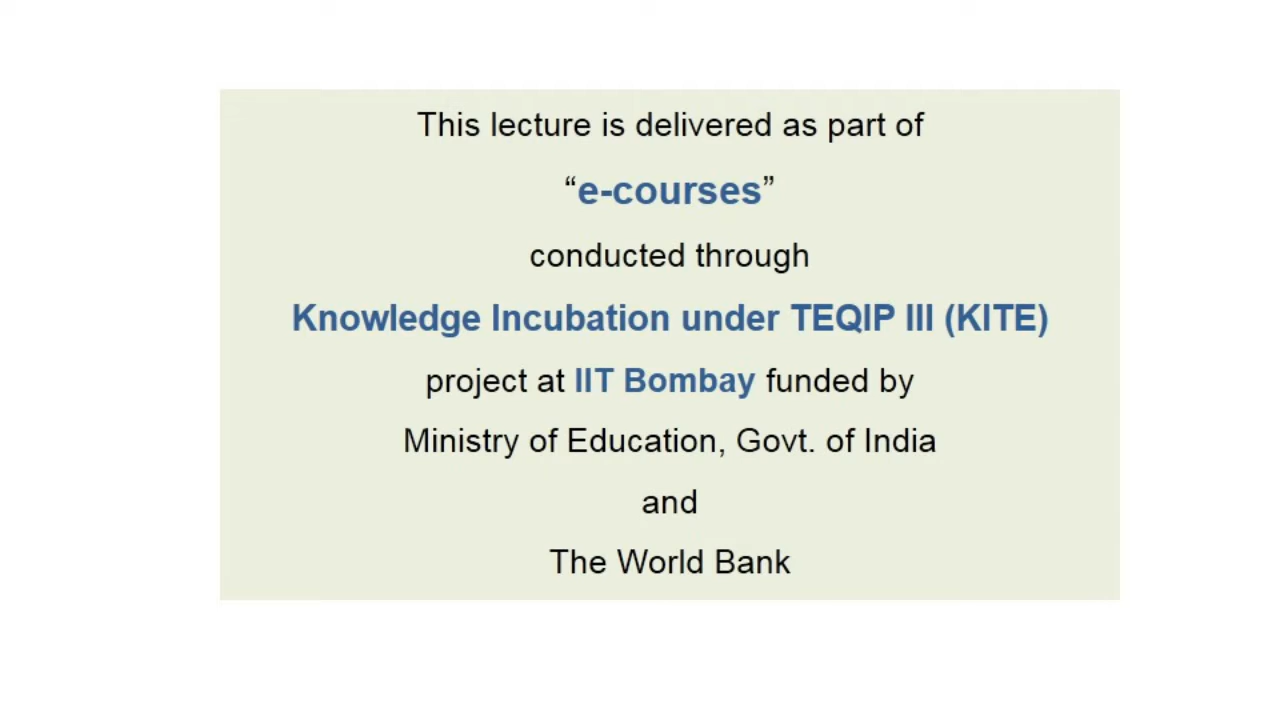 This lecture is delivered as part of
“e-courses”
conducted through
Knowledge Incubation under TEQIP III (KITE)
project at IIT Bombay funded by
Ministry of Education, Govt. of India
and
The World Bank